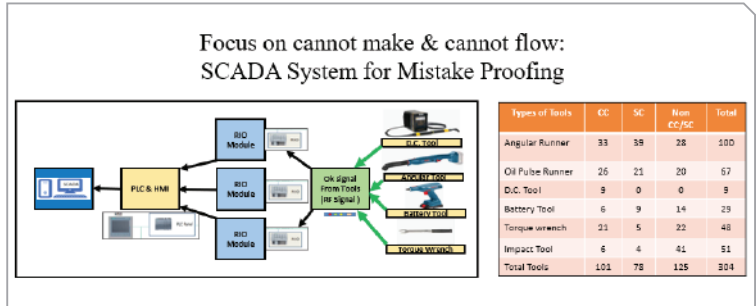 Focus on cannot make & cannot flow:
SCADA System for Mistake Proofing
RIO
Module
D.C. Tool
SCADA
PLC & HMI
RIO
Module
Ok signal
From Tools
(RF Signal)
Angular Tool
Battery Tool
RIO
Module
Torque Wrench
Types of Tools CC SC Non CC/SC Total
Angular Runner 33 39 28 100
Oil Pulse Runner 26 21 20 67
D.C. Tool 9 0 0 9
Battery Tool 6 9 14 29
Torque wrench 21 5 22 48
Impact Tool 6 4 41 51
Total Tools 101 78 125 304